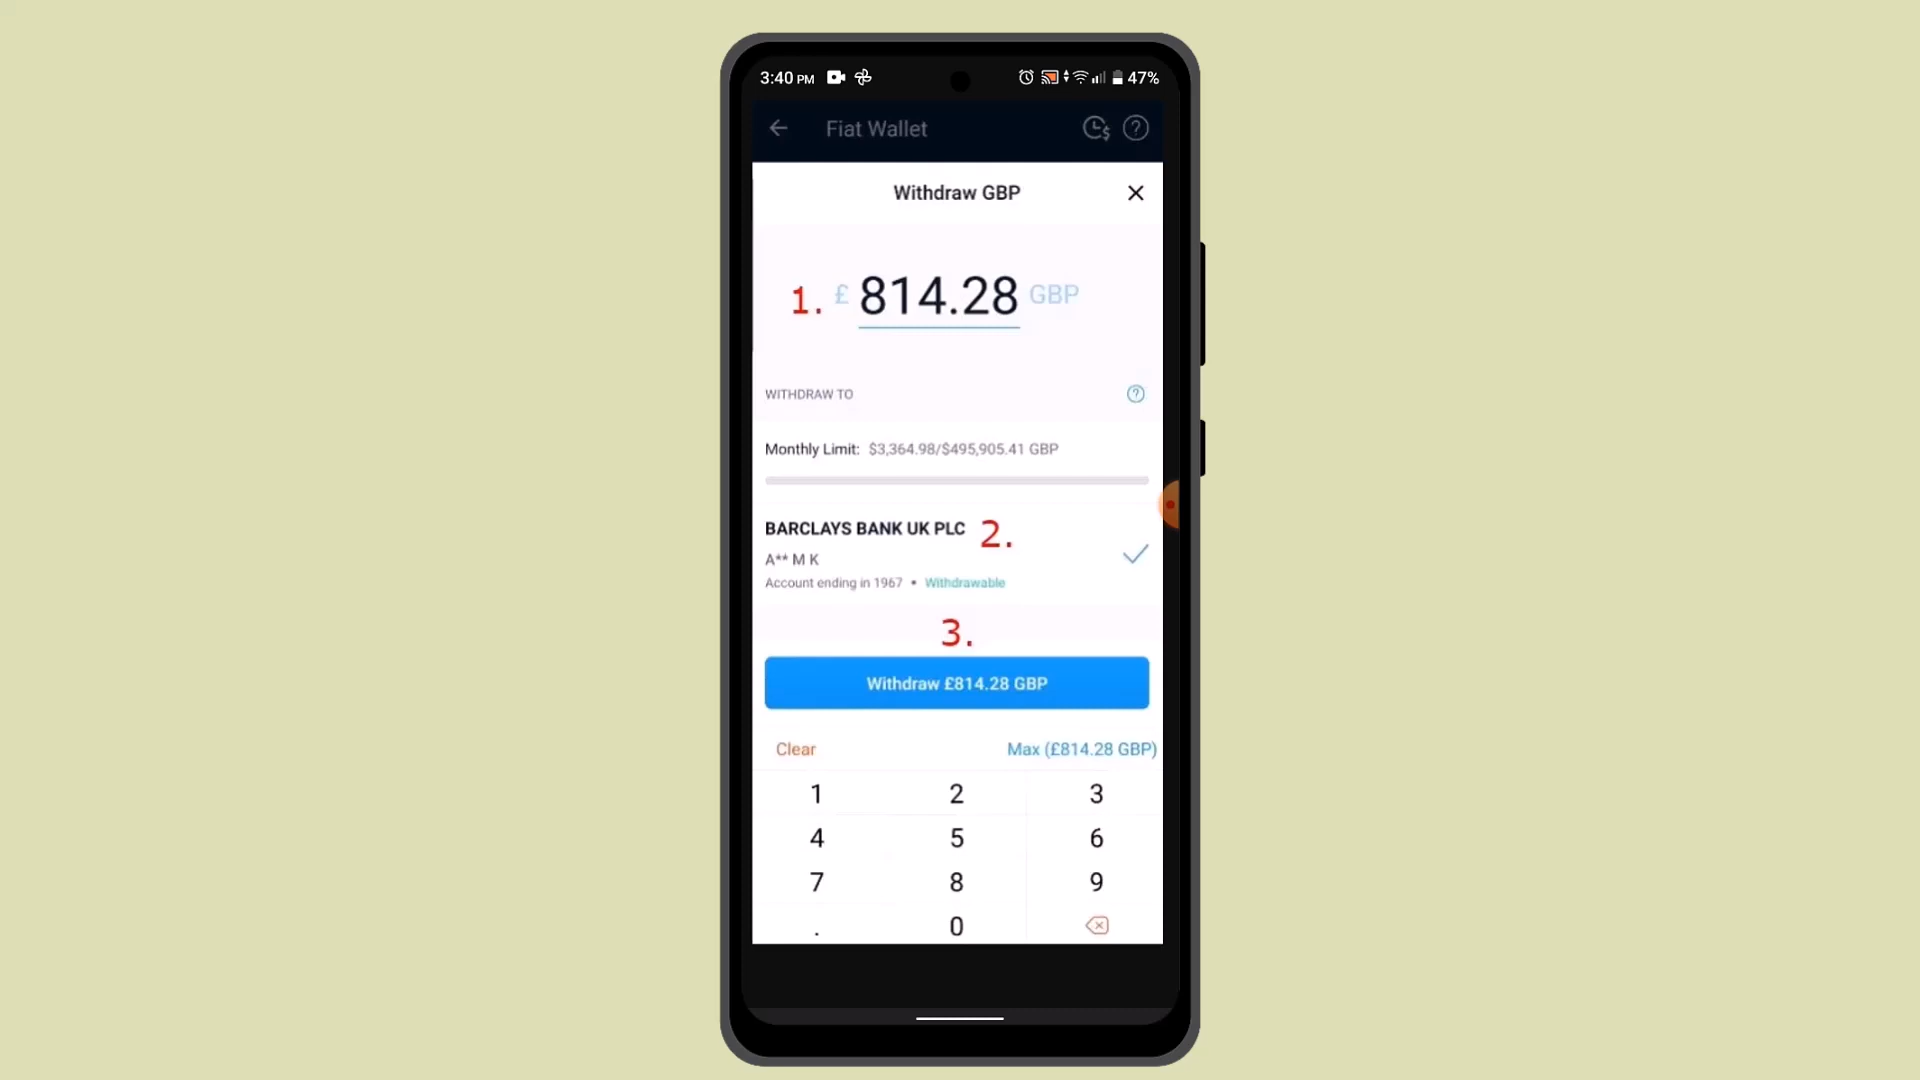 3:40 PM 47%
Fiat Wallet
Withdraw GBP
1. £ 814.28 GBP
WITHDRAW TO
Monthly Limit: $3,364.98/$495,905.41 GBP
BARCLAYS BANK UK PLC 2.
A** M K
Account ending in 1967 • Withdrawable
3.
Withdraw £814.28 GBP
Clear Max (£814.28 GBP)
1 2 3
4 5 6
7 8 9
. 0